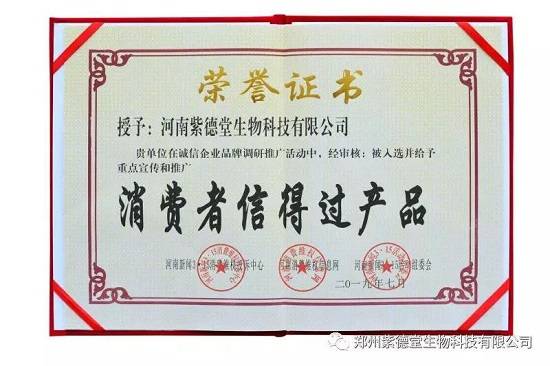 荣誉证书
授予：河南紫德堂生物科技有限公司
贵单位在诚信企业品牌调研推广活动中，经审核：被入选并给予
重点宣传和推广
消费者信得过产品
二〇一九年七月
郑州紫德堂生物科技有限公司